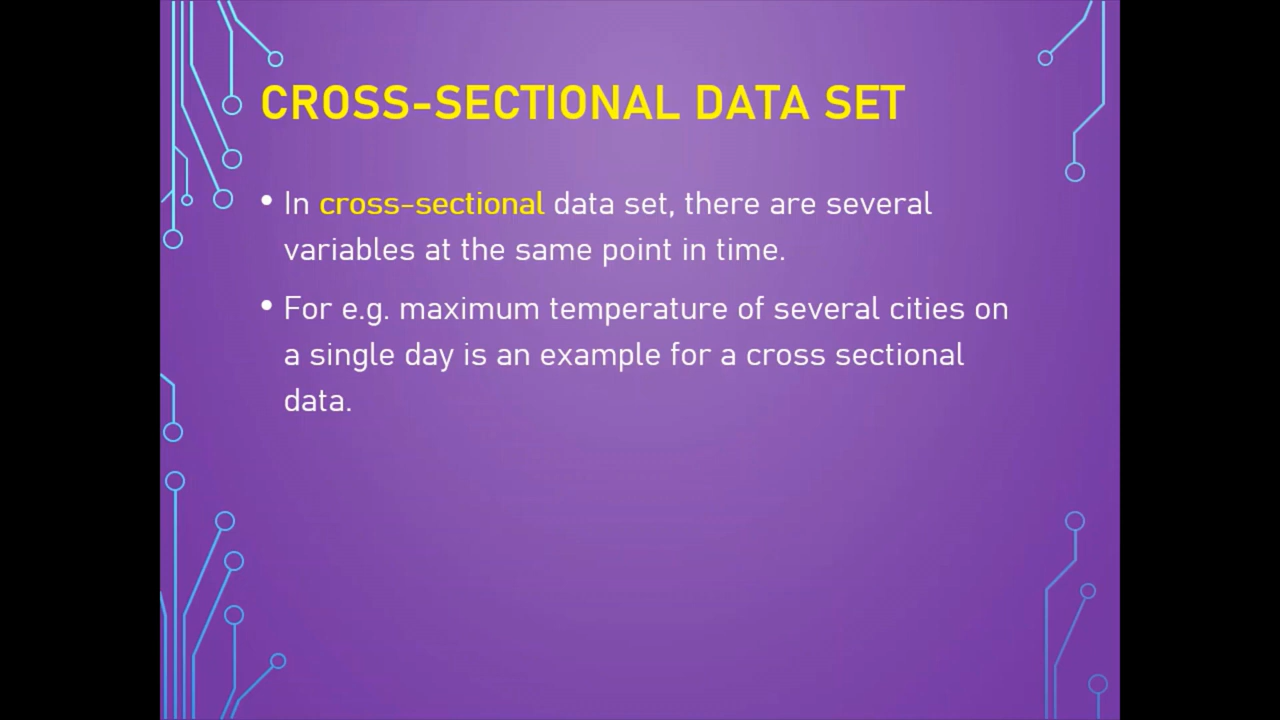 CROSS-SECTIONAL DATA SET
• In cross-sectional data set, there are several
variables at the same point in time.
• For e.g. maximum temperature of several cities on
a single day is an example for a cross sectional
data.